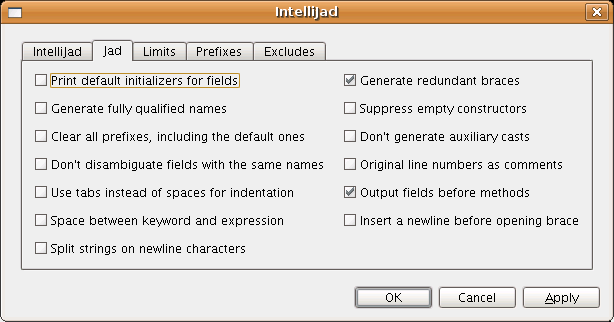 IntelliJad
IntelliJad Jad Limits Prefixes Excludes
Print default initializers for fields
Generate fully qualified names
Clear all prefixes, including the default ones
Don't disambiguate fields with the same names
Use tabs instead of spaces for indentation
Space between keyword and expression
Split strings on newline characters
Generate redundant braces
Suppress empty constructors
Don't generate auxiliary casts
Original line numbers as comments
Output fields before methods
Insert a newline before opening brace
OK Cancel Apply